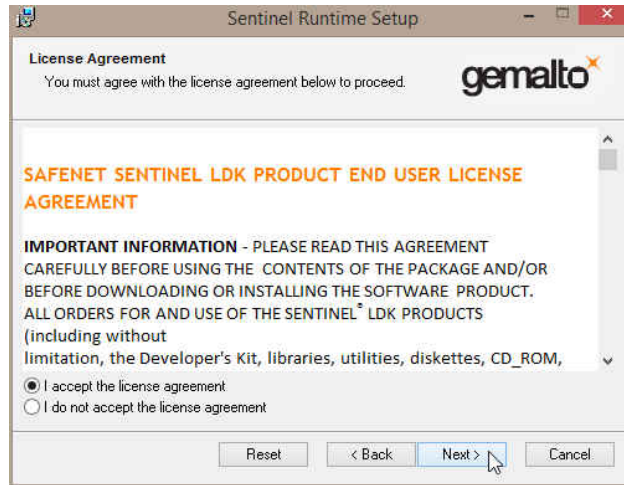 Sentinel Runtime Setup
License Agreement
You must agree with the license agreement below to proceed.
gemalto
SAFENET SENTINEL LDK PRODUCT END USER LICENSE
AGREEMENT
IMPORTANT INFORMATION - PLEASE READ THIS AGREEMENT
CAREFULLY BEFORE USING THE CONTENTS OF THE PACKAGE AND/OR
BEFORE DOWNLOADING OR INSTALLING THE SOFTWARE PRODUCT.
ALL ORDERS FOR AND USE OF THE SENTINEL® LDK PRODUCTS
(including without
limitation, the Developer's Kit, libraries, utilities, diskettes, CD_ROM,
I accept the license agreement
I do not accept the license agreement
Reset
< Back
Next >
Cancel